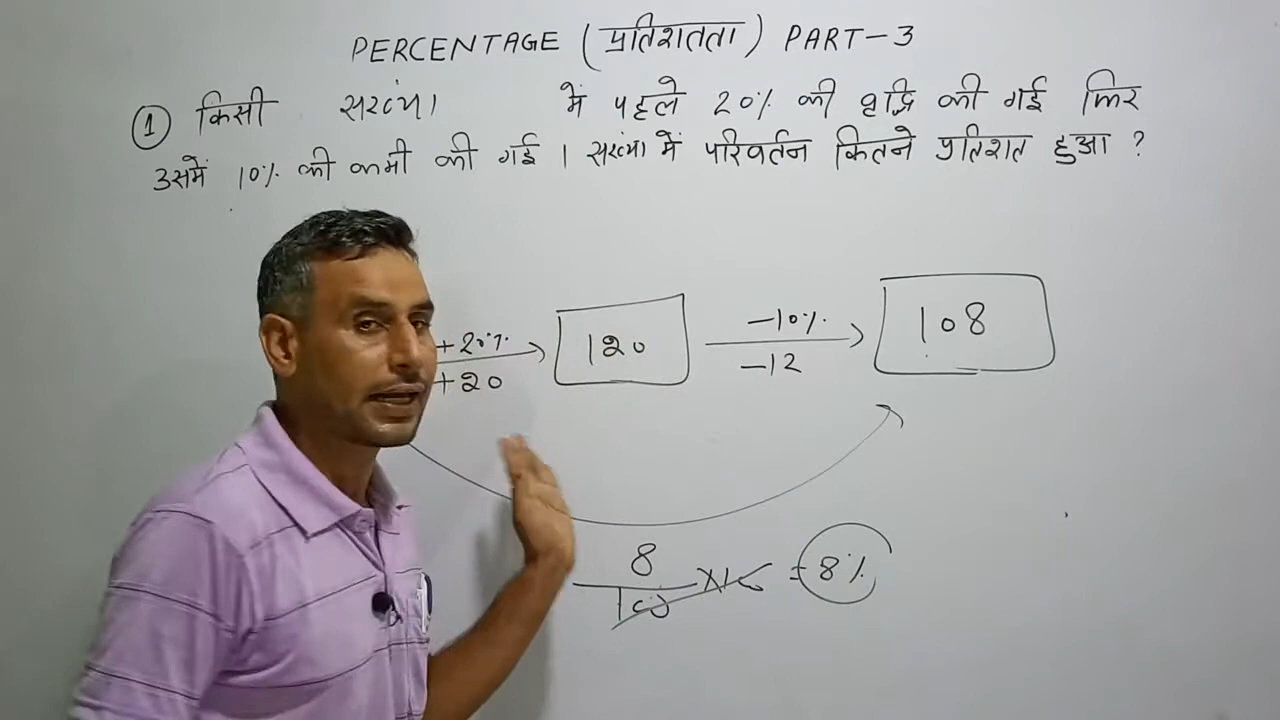 PERCENTAGE (प्रतिशतता) PART-3
① किसी संख्या में पहले 20% की वृद्धि की गई फिर
उसमें 10% की कमी की गई । संख्या में परिवर्तन कितने प्रतिशत हुआ ?
+20% 120 -10% 108
+20 -12
8
100 = 8%